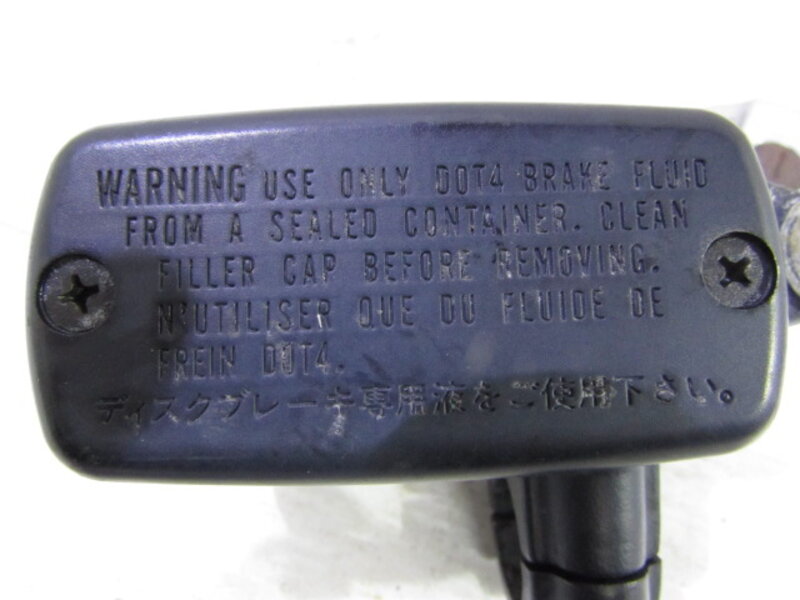 WARNING USE ONLY DOT4 BRAKE FLUID
FROM A SEALED CONTAINER. CLEAN
FILLER CAP BEFORE REMOVING.
N'UTILISER QUE DU FLUIDE DE
FREIN DOT4.
ディスクブレーキ専用液をご使用下さい。